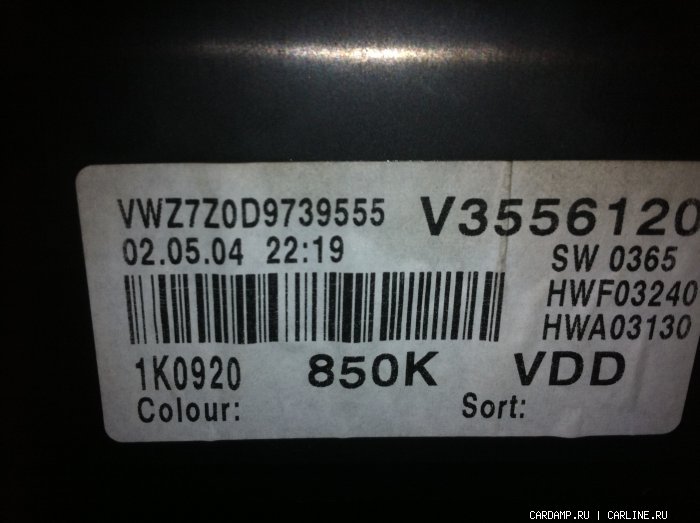 VWZ7Z0D9739555 V3556120
02.05.04 22:19 SW 0365
HWF03240
HWA03130
1K0920 850K VDD
Colour: Sort:
CARDAMP.RU | CARLINE.RU